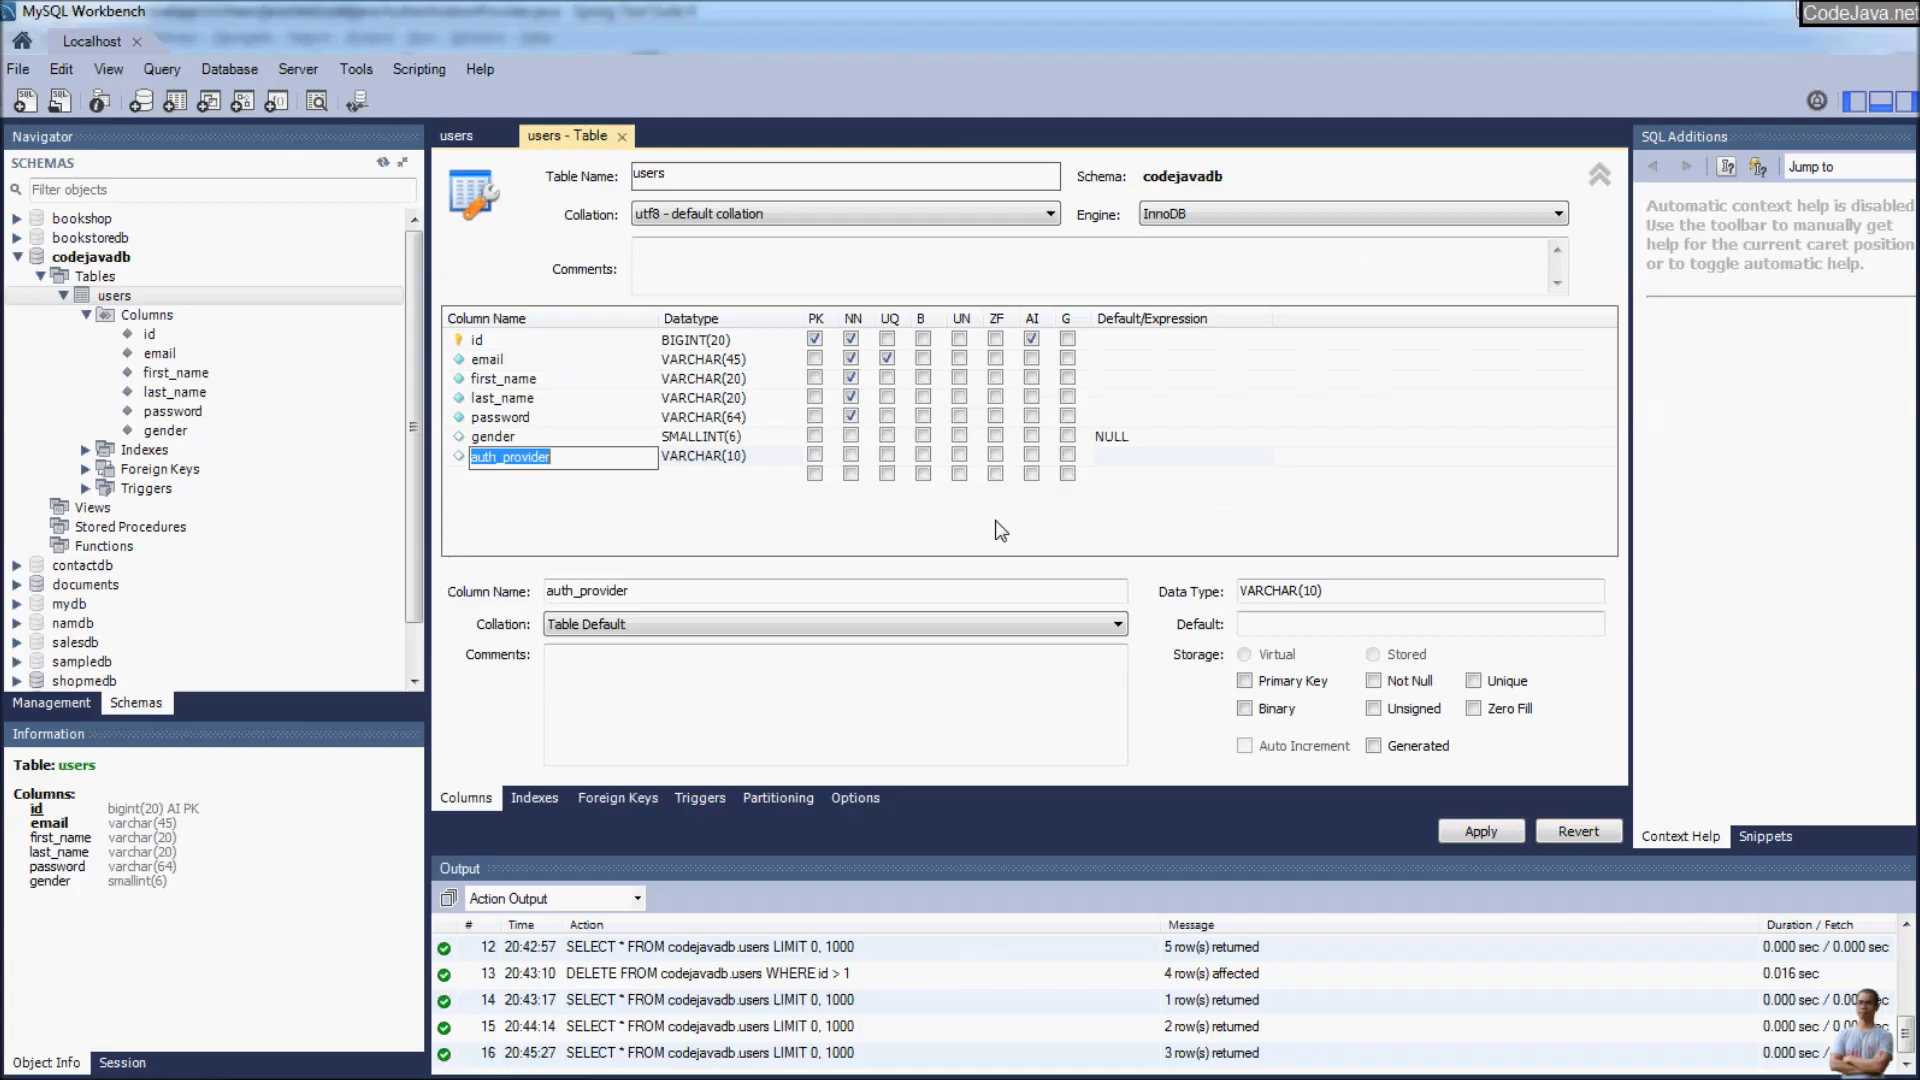 MySQL Workbench
CodeJava.net
Localhost
File Edit View Query Database Server Tools Scripting Help
Navigator
SCHEMAS
Filter objects
bookshop
bookstoredb
codejavadb
Tables
users
Columns
id
email
first_name
last_name
password
gender
Indexes
Foreign Keys
Triggers
Views
Stored Procedures
Functions
contactdb
documents
mydb
namdb
salesdb
sampledb
shopmedb
Management Schemas
Information
Table: users
Columns:
id bigint(20) AI PK
email varchar(45)
first_name varchar(20)
last_name varchar(20)
password varchar(64)
gender smallint(6)
Object Info Session
users users - Table
Table Name: users Schema: codejavadb
Collation: utf8 - default collation Engine: InnoDB
Comments:
Column Name Datatype PK NN UQ B UN ZF AI G Default/Expression
id BIGINT(20)
email VARCHAR(45)
first_name VARCHAR(20)
last_name VARCHAR(20)
password VARCHAR(64)
gender SMALLINT(6) NULL
auth_provider VARCHAR(10)
Column Name: auth_provider Data Type: VARCHAR(10)
Collation: Table Default Default:
Comments: Storage: Virtual Stored
Primary Key Not Null Unique
Binary Unsigned Zero Fill
Auto Increment Generated
Columns Indexes Foreign Keys Triggers Partitioning Options
Apply Revert
Output
Action Output
# Time Action Message Duration / Fetch
12 20:42:57 SELECT * FROM codejavadb.users LIMIT 0, 1000 5 row(s) returned 0.000 sec / 0.000 sec
13 20:43:10 DELETE FROM codejavadb.users WHERE id > 1 4 row(s) affected 0.016 sec
14 20:43:17 SELECT * FROM codejavadb.users LIMIT 0, 1000 1 row(s) returned 0.000 sec
15 20:44:14 SELECT * FROM codejavadb.users LIMIT 0, 1000 2 row(s) returned 0.000 sec
16 20:45:27 SELECT * FROM codejavadb.users LIMIT 0, 1000 3 row(s) returned 0.000 sec
SQL Additions
Jump to
Automatic context help is disabled
Use the toolbar to manually get
help for the current caret position
or to toggle automatic help.
Context Help Snippets